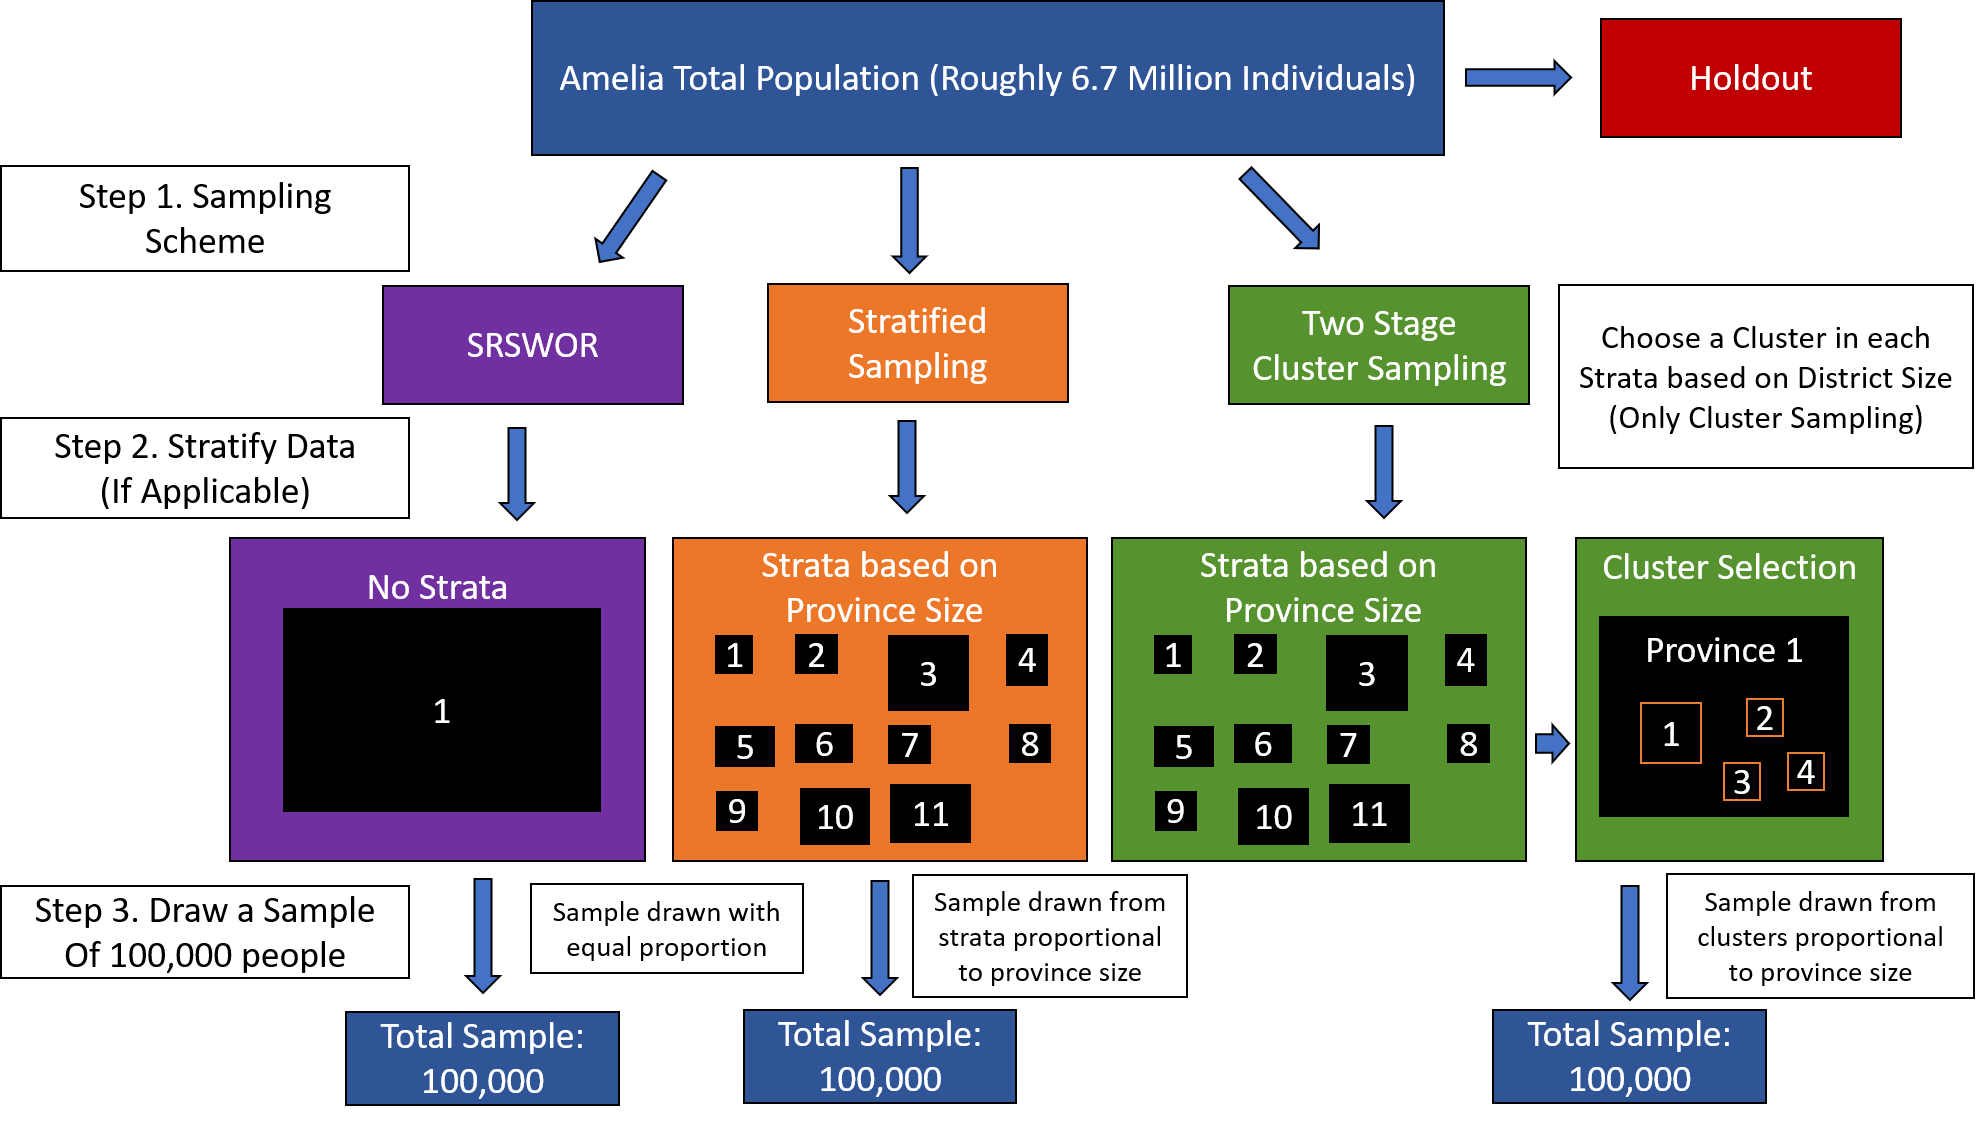 Amelia Total Population (Roughly 6.7 Million Individuals)
Holdout
Step 1. Sampling
Scheme
SRSWOR
Stratified
Sampling
Two Stage
Cluster Sampling
Choose a Cluster in each
Strata based on District Size
(Only Cluster Sampling)
Step 2. Stratify Data
(If Applicable)
No Strata
1
Strata based on
Province Size
1 2 3 4
5 6 7 8
9 10 11
Strata based on
Province Size
1 2 3 4
5 6 7 8
9 10 11
Cluster Selection
Province 1
1 2
3 4
Step 3. Draw a Sample
Of 100,000 people
Sample drawn with
equal proportion
Sample drawn from
strata proportional
to province size
Sample drawn from
clusters proportional
to province size
Total Sample:
100,000
Total Sample:
100,000
Total Sample:
100,000